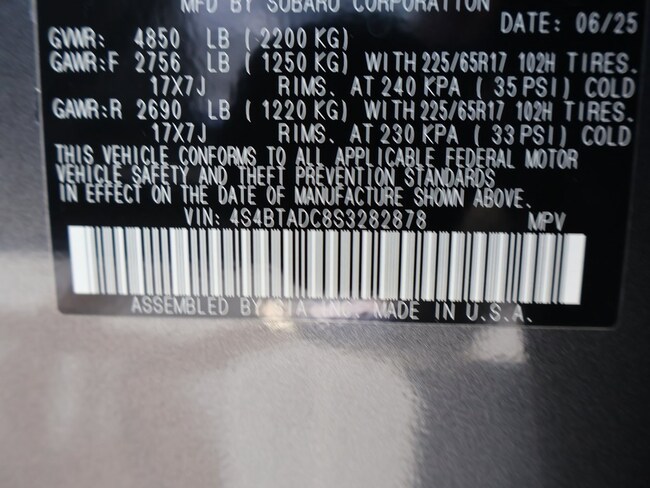 MFD BY SUBARU CORPORATION
DATE: 06/25
GVWR: 4850 LB (2200 KG)
GAWR:F 2756 LB (1250 KG) WITH 225/65R17 102H TIRES.
17X7J RIMS. AT 240 KPA (35 PSI) COLD
GAWR:R 2690 LB (1220 KG) WITH 225/65R17 102H TIRES.
17X7J RIMS. AT 230 KPA (33 PSI) COLD
THIS VEHICLE CONFORMS TO ALL APPLICABLE FEDERAL MOTOR
VEHICLE SAFETY AND THEFT PREVENTION STANDARDS
IN EFFECT ON THE DATE OF MANUFACTURE SHOWN ABOVE.
VIN: 4S4BTADC8S3282878 MPV
ASSEMBLED BY SIA, INC. MADE IN U.S.A.